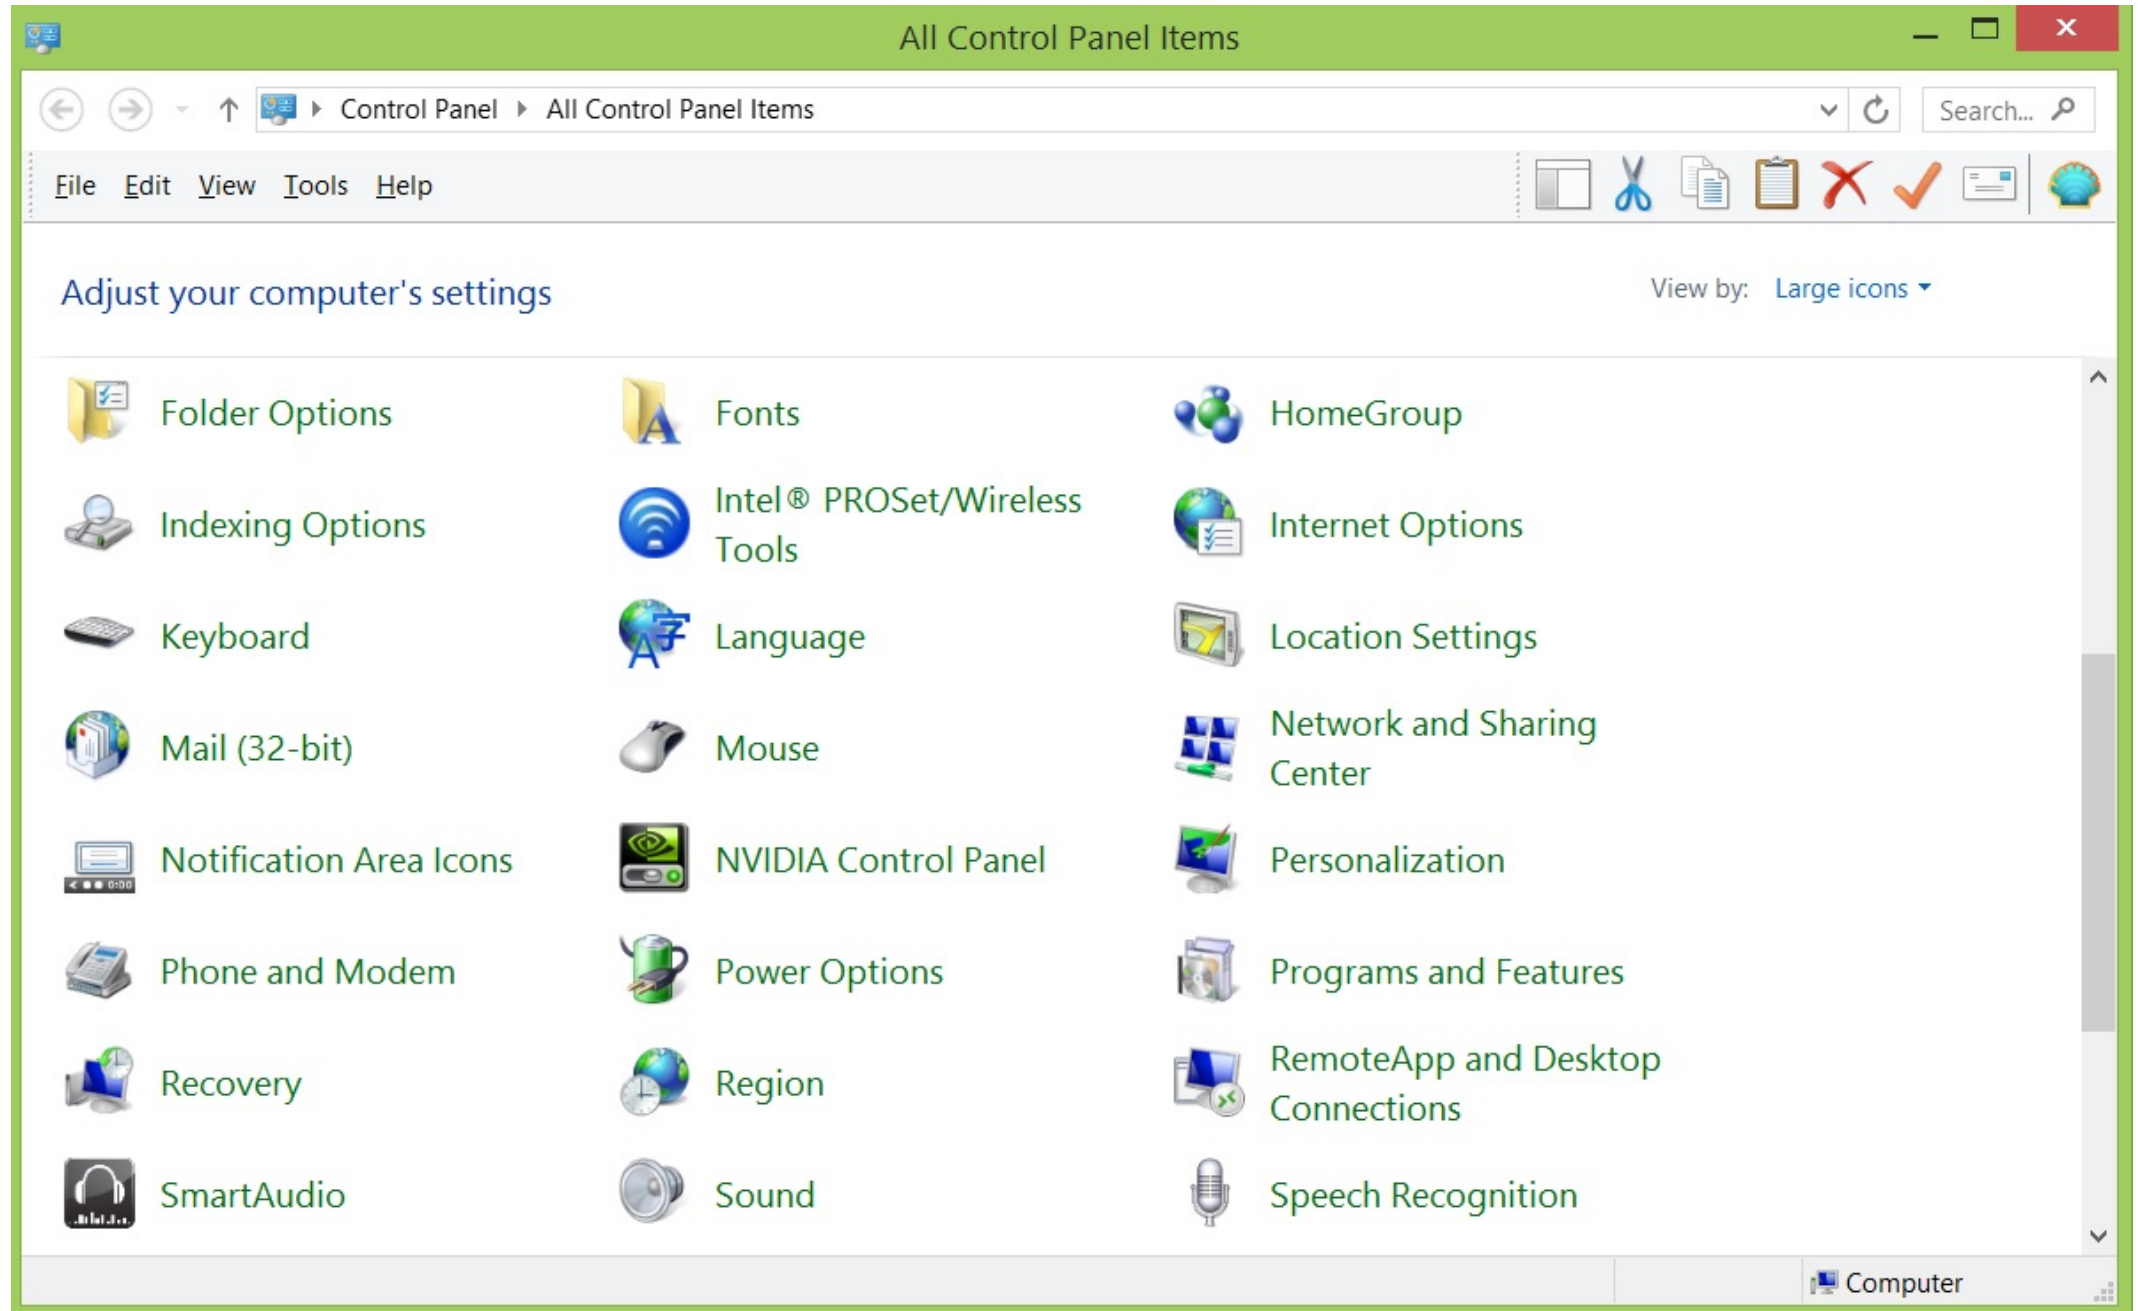 All Control Panel Items
Control Panel All Control Panel Items
Search...
File Edit View Tools Help
Adjust your computer's settings
View by: Large icons
Folder Options
Fonts
HomeGroup
Indexing Options
Intel® PROSet/Wireless
Tools
Internet Options
Keyboard
Language
Location Settings
Mail (32-bit)
Mouse
Network and Sharing
Center
Notification Area Icons
NVIDIA Control Panel
Personalization
Phone and Modem
Power Options
Programs and Features
Recovery
Region
RemoteApp and Desktop
Connections
SmartAudio
Sound
Speech Recognition
Computer